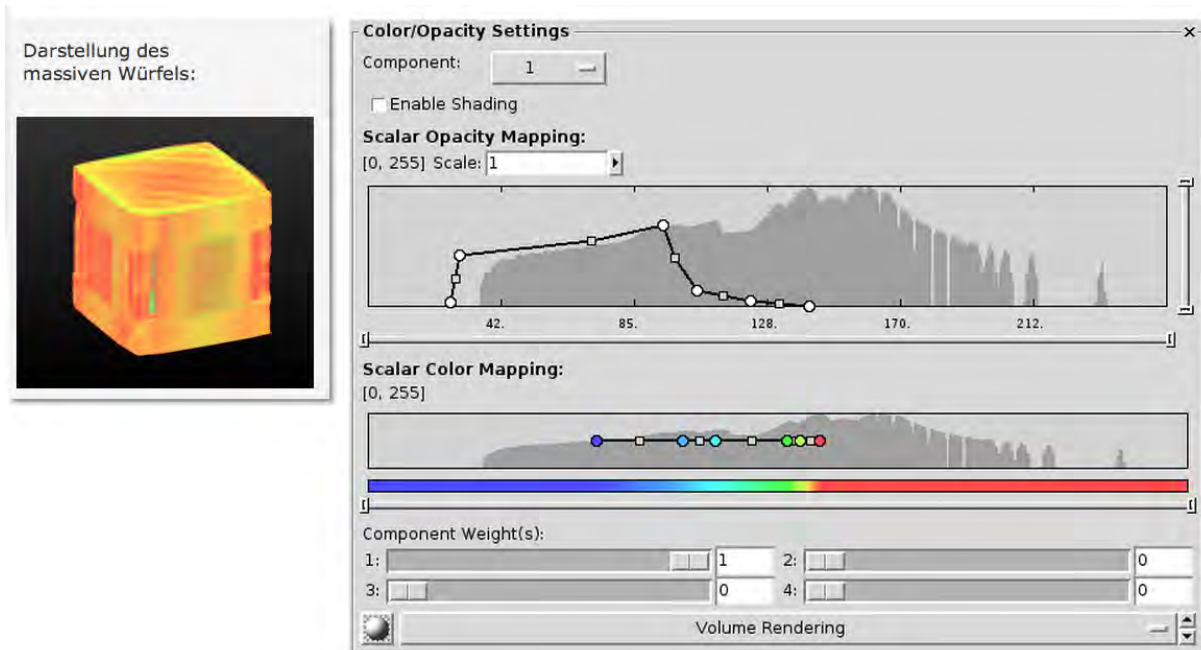 Darstellung des
massiven Würfels:
Color/Opacity Settings
Component: 1
Enable Shading
Scalar Opacity Mapping:
[0, 255] Scale: 1
42. 85. 128. 170. 212.
Scalar Color Mapping:
[0, 255]
Component Weight(s):
1: 1 2: 0
3: 0 4: 0
Volume Rendering